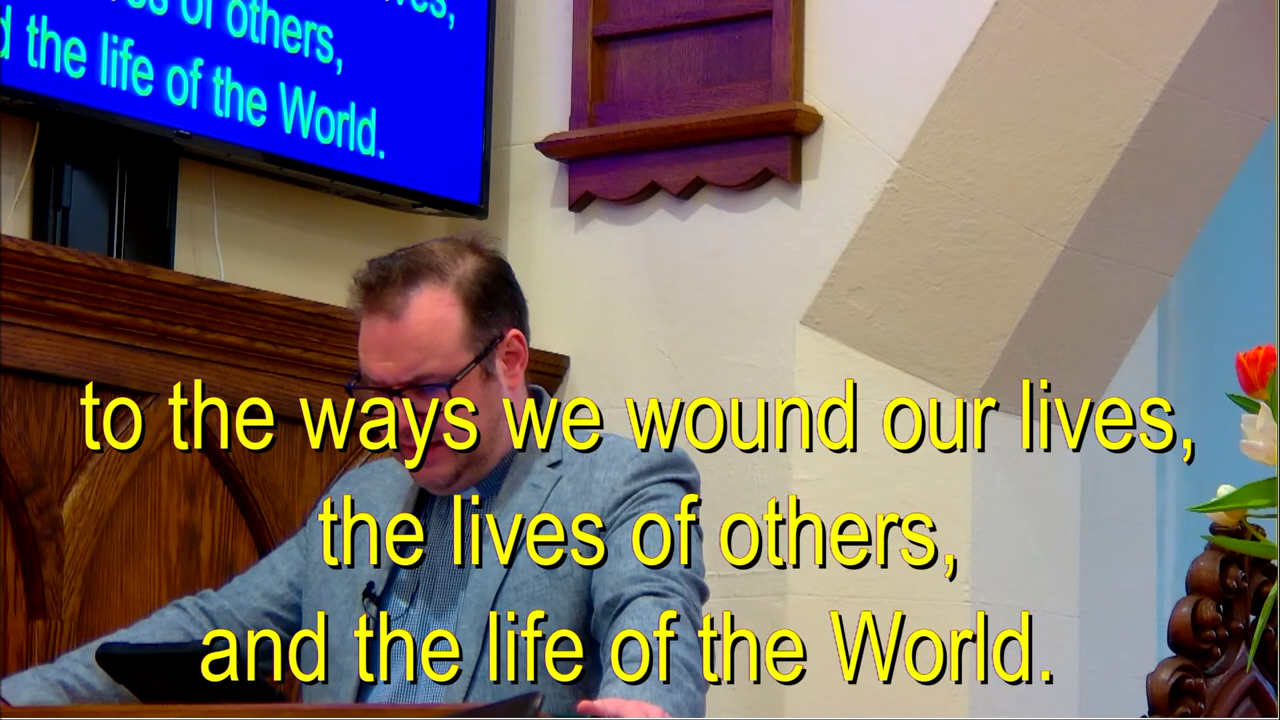 lives,
of others,
the life of the World.
to the ways we wound our lives,
the lives of others,
and the life of the World.